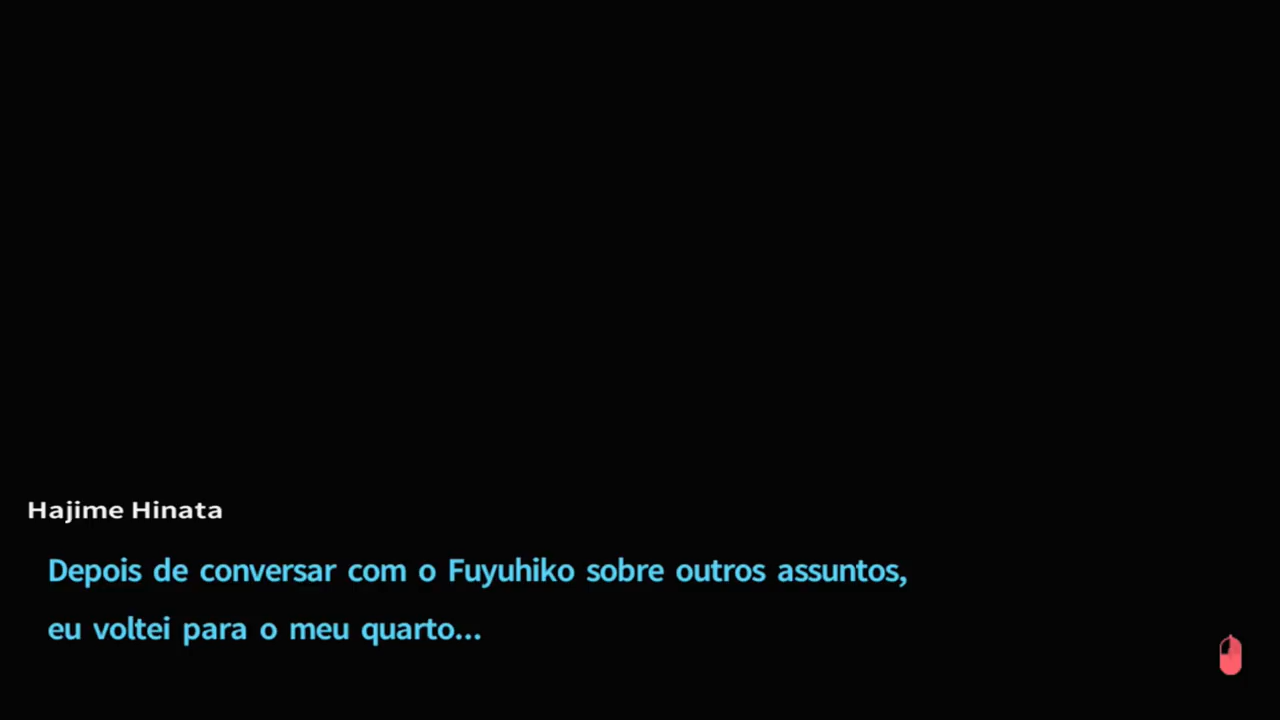 Hajime Hinata
Depois de conversar com o Fuyuhiko sobre outros assuntos,
eu voltei para o meu quarto...